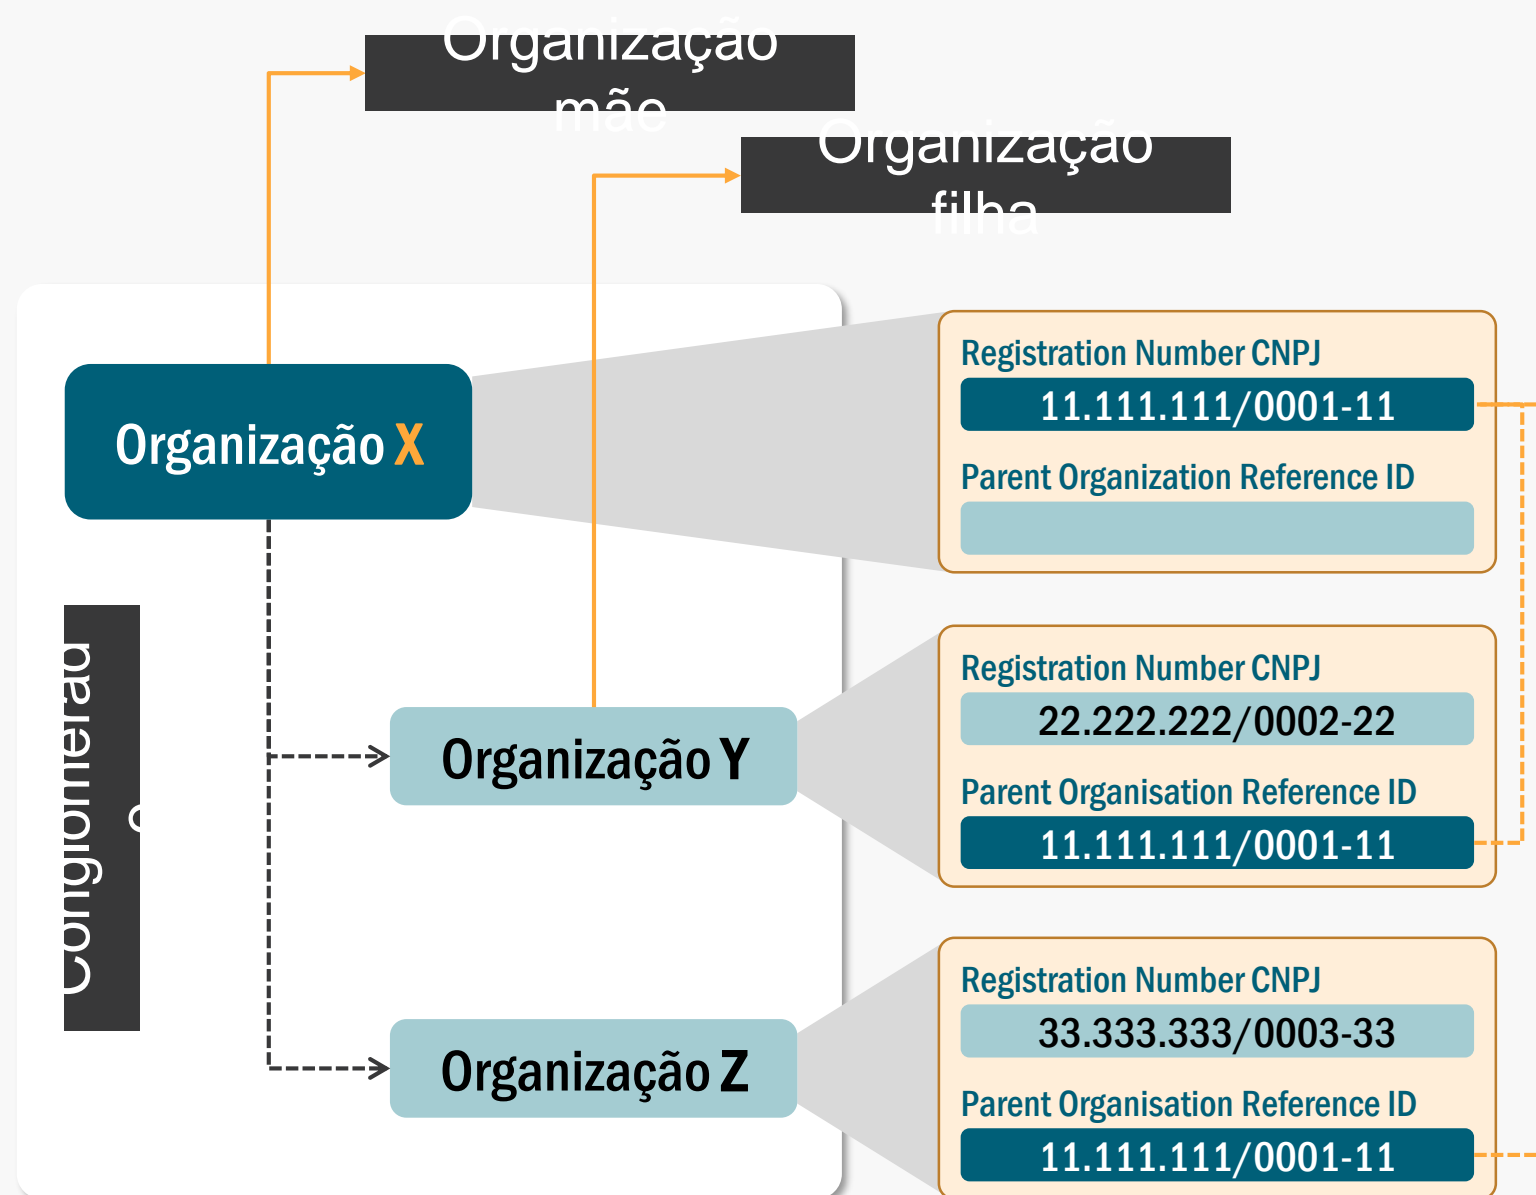 Organização
mãe
Organização
filha
Organização X
Registration Number CNPJ
11.111.111/0001-11
Parent Organization Reference ID
Conglomerad
o
Organização Y
Registration Number CNPJ
22.222.222/0002-22
Parent Organisation Reference ID
11.111.111/0001-11
Organização Z
Registration Number CNPJ
33.333.333/0003-33
Parent Organisation Reference ID
11.111.111/0001-11